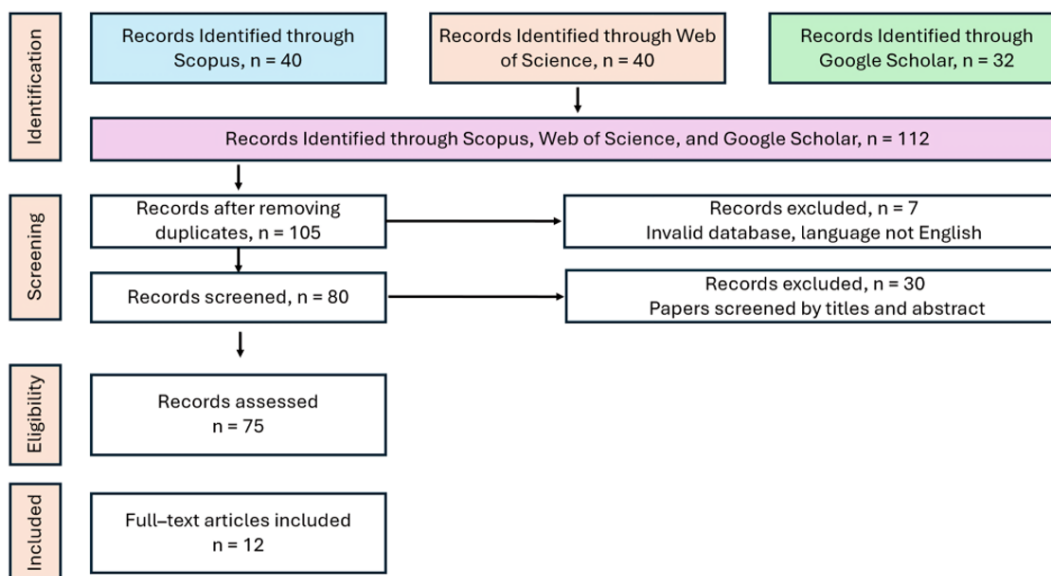 Identification
Records Identified through
Scopus, n = 40
Records Identified through Web
of Science, n = 40
Records Identified through
Google Scholar, n = 32
Records Identified through Scopus, Web of Science, and Google Scholar, n = 112
Screening
Records after removing
duplicates, n = 105
Records excluded, n = 7
Invalid database, language not English
Records screened, n = 80
Records excluded, n = 30
Papers screened by titles and abstract
Eligibility
Records assessed
n = 75
Included
Full–text articles included
n = 12